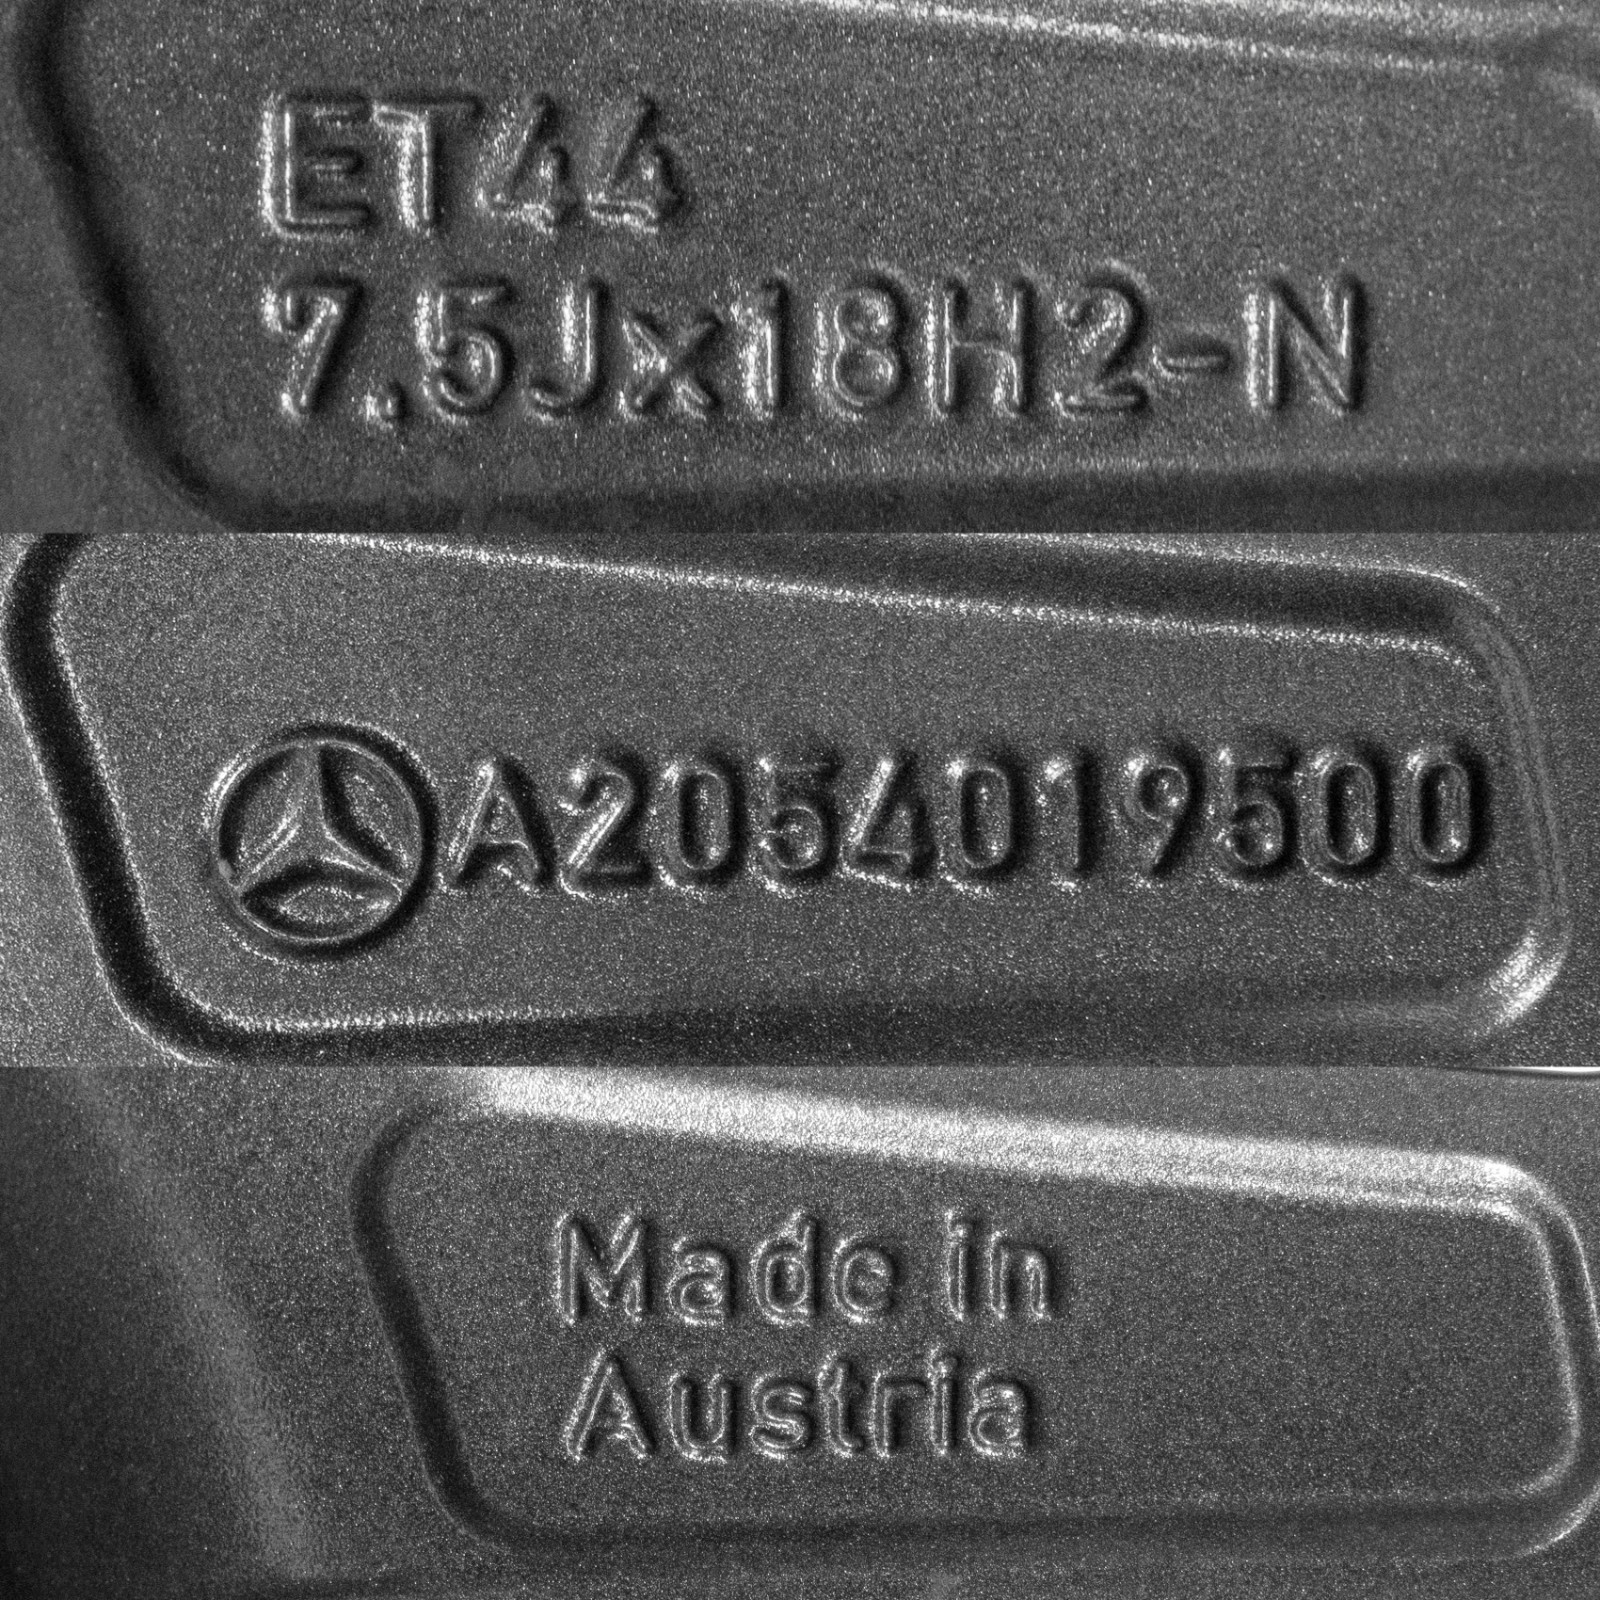 ET44
7.5Jx18H2-N
A2054019500
Made in
Austria